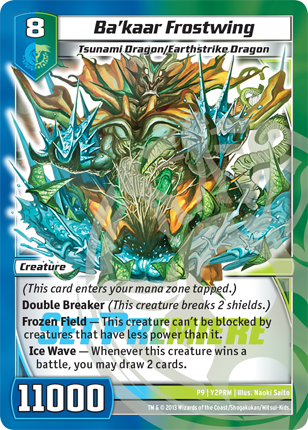 8
Ba'kaar Frostwing
Tsunami Dragon/Earthstrike Dragon
Creature
(This card enters your mana zone tapped.)
Double Breaker (This creature breaks 2 shields.)
Frozen Field — This creature can't be blocked by
creatures that have less power than it.
Ice Wave — Whenever this creature wins a
battle, you may draw 2 cards.
11000
P9 | Y2PRM | Illus. Naoki Saito
TM & © 2013 Wizards of the Coast/Shogakukan/Mitsui-Kids.